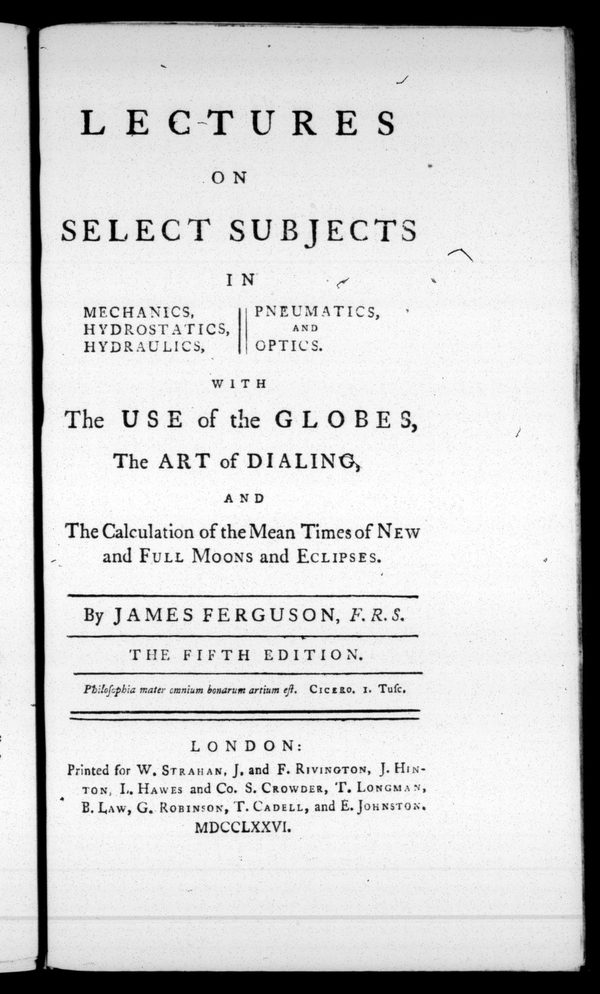 LECTURES
ON
SELECT SUBJECTS
IN
MECHANICS,
HYDROSTATICS,
HYDRAULICS,
PNEUMATICS,
AND
OPTICS.
WITH
The USE of the GLOBES,
The ART of DIALING,
AND
The Calculation of the Mean Times of NEW
and FULL MOONS and ECLIPSES.
By JAMES FERGUSON, F. R. S.
THE FIFTH EDITION.
Philoſophia mater omnium bonarum artium eſt. CICERO. 1. Tuſc.
LONDON:
Printed for W. STRAHAN, J. and F. RIVINGTON, J. HIN-
TON, L. HAWES and Co. S. CROWDER, T. LONGMAN,
B. LAW, G. ROBINSON, T. CADELL, and E. JOHNSTON.
MDCCLXXVI.